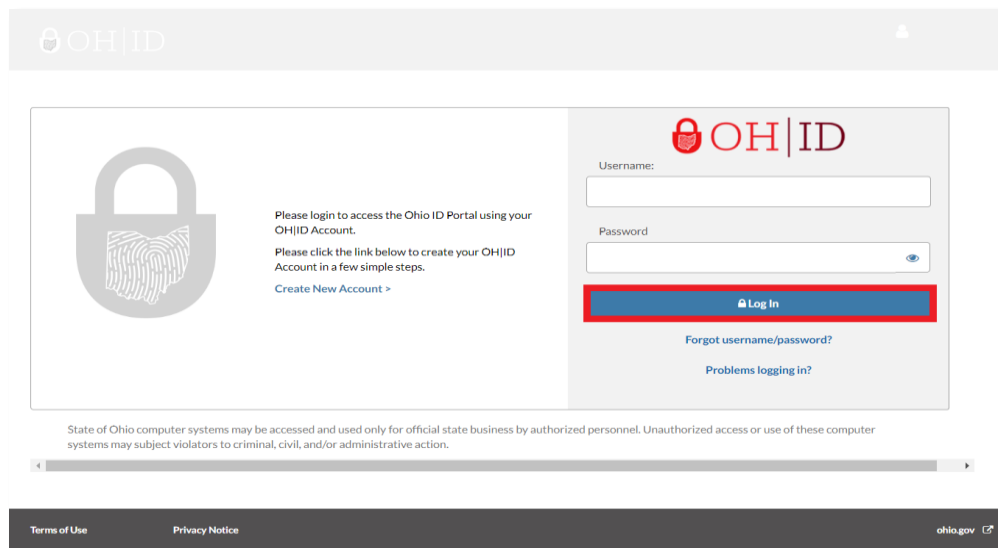 OH|ID
OH|ID
Username:
Please login to access the Ohio ID Portal using your
OH|ID Account.
Please click the link below to create your OH|ID
Account in a few simple steps.
Create New Account >
Password
Log In
Forgot username/password?
Problems logging in?
State of Ohio computer systems may be accessed and used only for official state business by authorized personnel. Unauthorized access or use of these computer
systems may subject violators to criminal, civil, and/or administrative action.
Terms of Use
Privacy Notice
ohio.gov